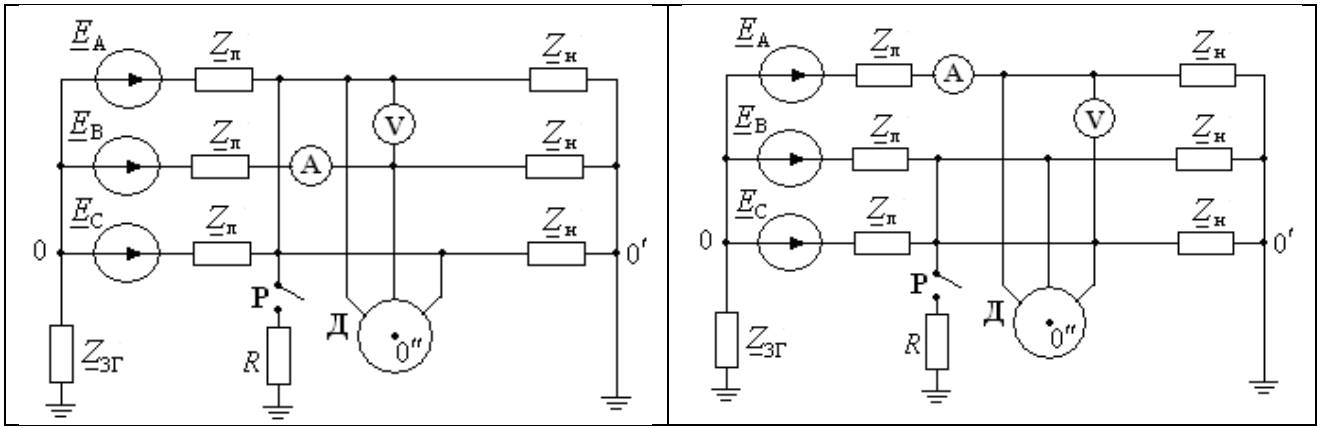 E_A Z_л Z_н
V
E_B Z_л A Z_н
E_C Z_л Z_н
0 0′
P
Д
Z_ЗГ R 0″
E_A Z_л A Z_н
V
E_B Z_л Z_н
E_C Z_л Z_н
0 0′
P
Д
Z_ЗГ R 0″